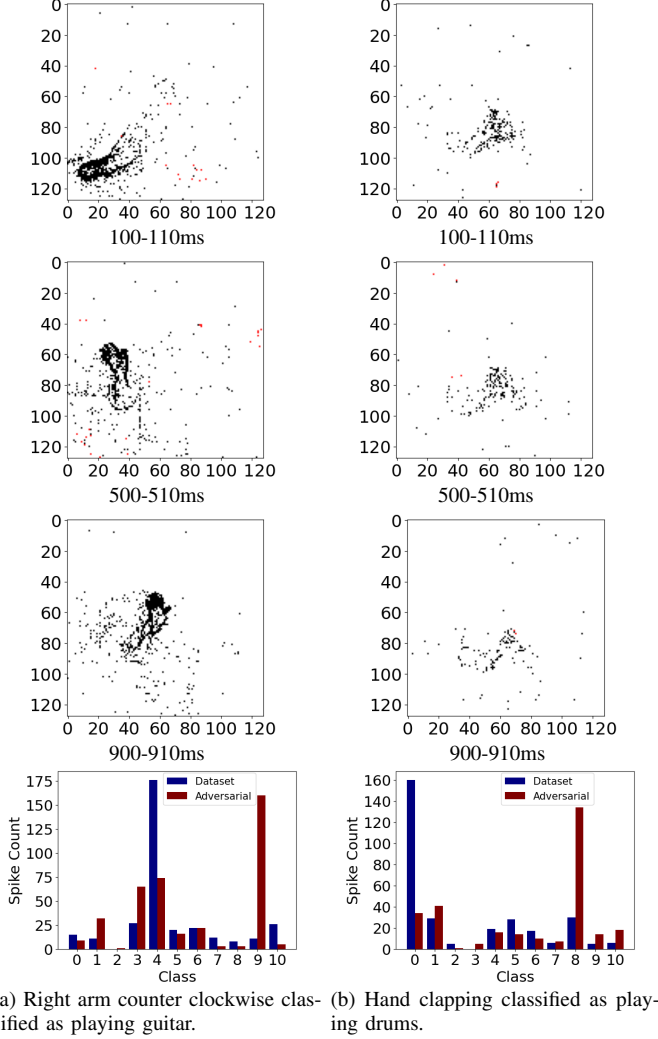 0
20
40
60
80
100
120
0 20 40 60 80 100 120
100-110ms
0
20
40
60
80
100
120
0 20 40 60 80 100 120
100-110ms
0
20
40
60
80
100
120
0 20 40 60 80 100 120
500-510ms
0
20
40
60
80
100
120
0 20 40 60 80 100 120
500-510ms
0
20
40
60
80
100
120
0 20 40 60 80 100 120
900-910ms
0
20
40
60
80
100
120
0 20 40 60 80 100 120
900-910ms
Spike Count
175
150
125
100
75
50
25
0
Dataset
Adversarial
0 1 2 3 4 5 6 7 8 9 10
Class
Spike Count
160
140
120
100
80
60
40
20
0
Dataset
Adversarial
0 1 2 3 4 5 6 7 8 9 10
Class
a) Right arm counter clockwise clas-
ified as playing guitar.
(b) Hand clapping classified as play-
ing drums.